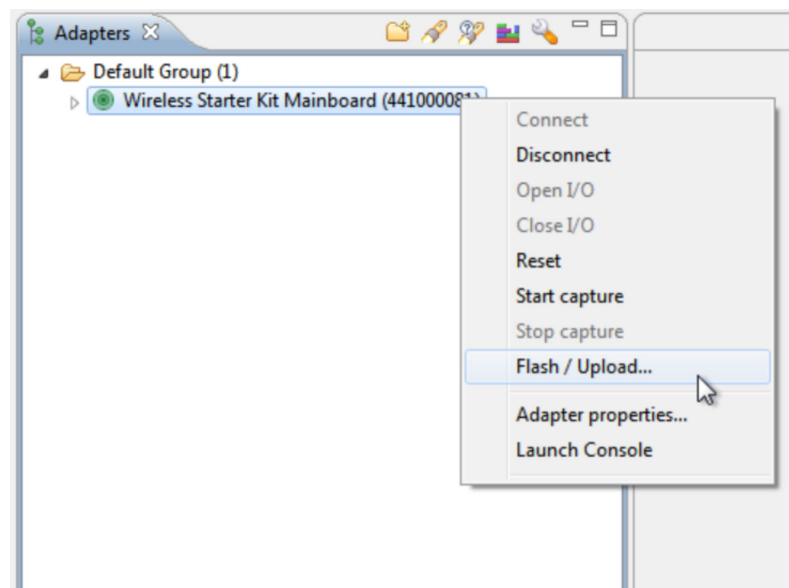 Adapters
Default Group (1)
Wireless Starter Kit Mainboard (441000081)
Connect
Disconnect
Open I/O
Close I/O
Reset
Start capture
Stop capture
Flash / Upload...
Adapter properties...
Launch Console